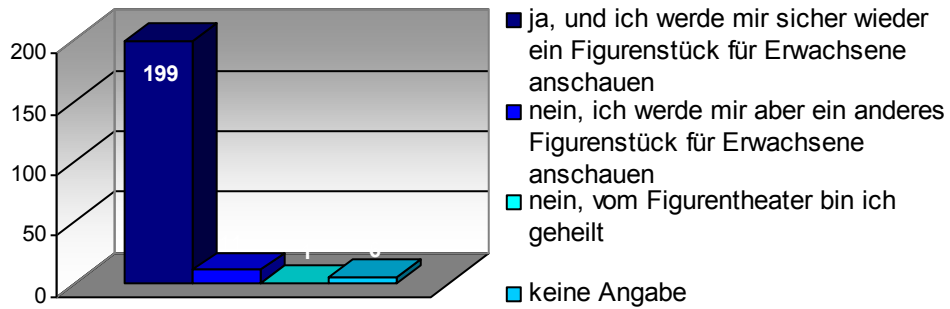 200
150
100
50
0
199
1
ja, und ich werde mir sicher wieder
ein Figurenstück für Erwachsene
anschauen
nein, ich werde mir aber ein anderes
Figurenstück für Erwachsene
anschauen
nein, vom Figurentheater bin ich
geheilt
keine Angabe